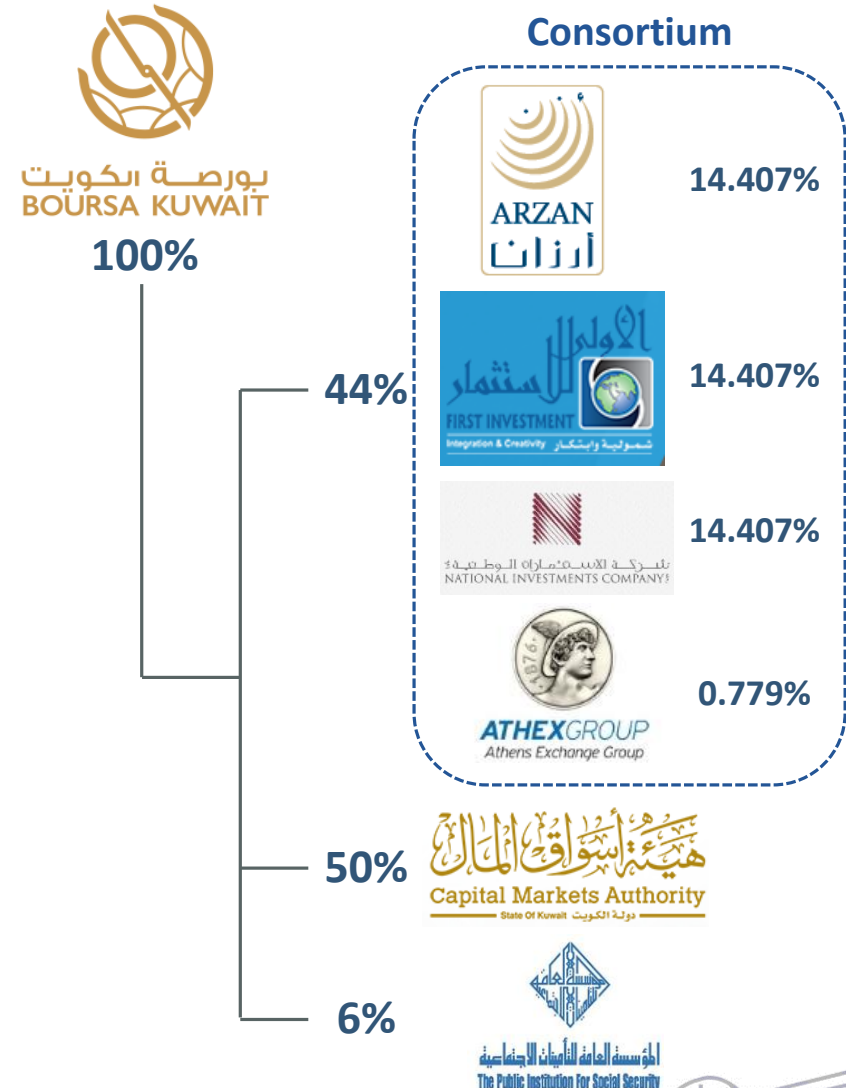 Consortium
بورصة الكويت
BOURSA KUWAIT
100%
أرزان
ARZAN
أرزان
14.407%
44%
الأولى للاستثمار
FIRST INVESTMENT
Integration & Creativity شمولية وابتكار
14.407%
شركة الاستثمارات الوطنية
NATIONAL INVESTMENTS COMPANY
14.407%
1876
ATHEXGROUP
Athens Exchange Group
0.779%
50%
هيئة أسواق المال
Capital Markets Authority
State Of Kuwait دولة الكويت
6%
المؤسسة العامة للتأمينات الاجتماعية
The Public Institution For Social Security